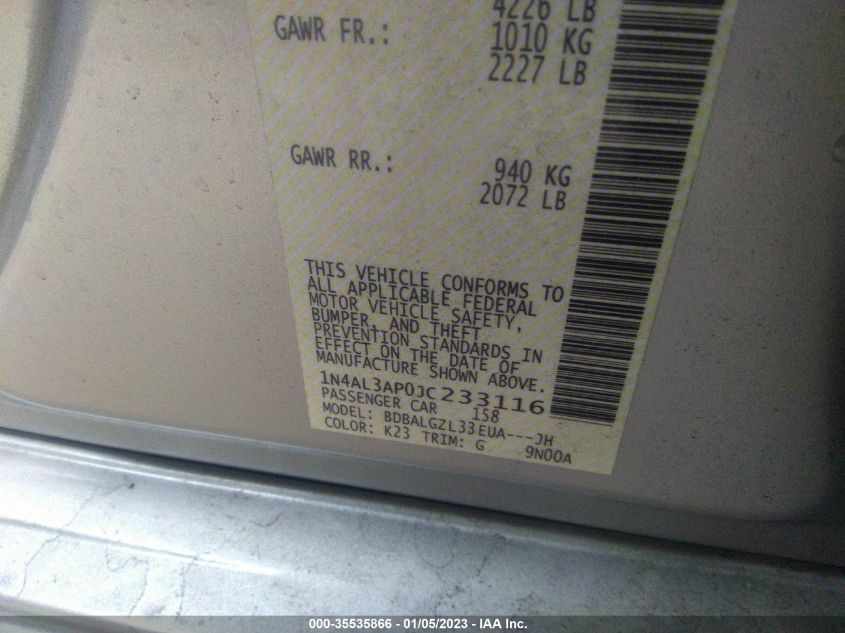 4226 LB
GAWR FR.: 1010 KG
2227 LB
GAWR RR.: 940 KG
2072 LB
THIS VEHICLE CONFORMS TO
ALL APPLICABLE FEDERAL
MOTOR VEHICLE SAFETY,
BUMPER, AND THEFT
PREVENTION STANDARDS IN
EFFECT ON THE DATE OF
MANUFACTURE SHOWN ABOVE.
1N4AL3AP0JC233116
PASSENGER CAR 158
MODEL: BDBALGZL33EUA---JH
COLOR: K23 TRIM: G 9N00A
000-35535866 - 01/05/2023 - IAA Inc.